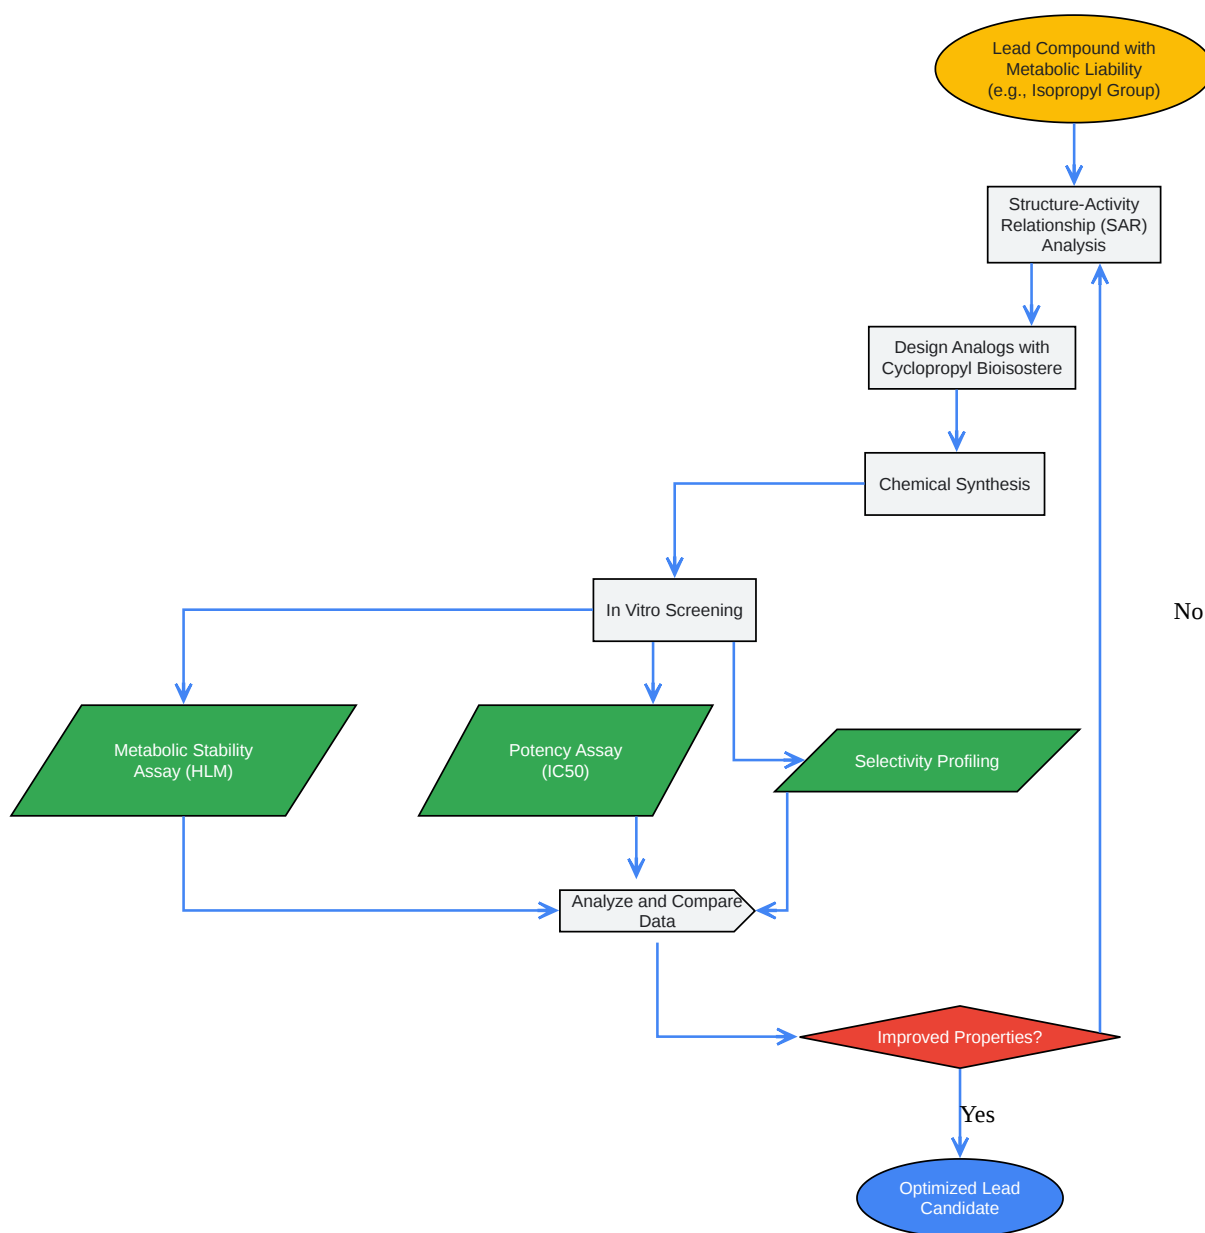 Lead Compound with
Metabolic Liability
(e.g., Isopropyl Group)
Structure-Activity
Relationship (SAR)
Analysis
Design Analogs with
Cyclopropyl Bioisostere
Chemical Synthesis
In Vitro Screening
No
Metabolic Stability
Assay (HLM)
Potency Assay
(IC50)
Selectivity Profiling
Analyze and Compare
Data
Improved Properties?
Yes
Optimized Lead
Candidate